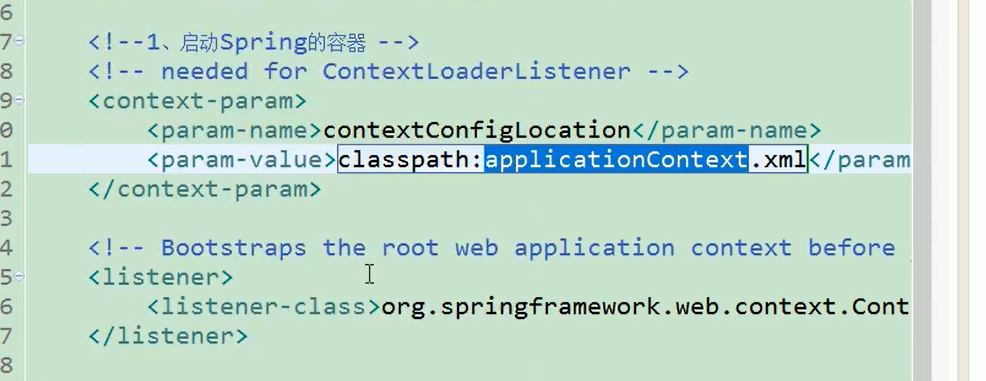 6
7 <!--1、启动Spring的容器 -->
8 <!-- needed for ContextLoaderListener -->
9 <context-param>
0 <param-name>contextConfigLocation</param-name>
1 <param-value>classpath:applicationContext.xml</param
2 </context-param>
3
4 <!-- Bootstraps the root web application context before
5 <listener>
6 <listener-class>org.springframework.web.context.Cont
7 </listener>
8